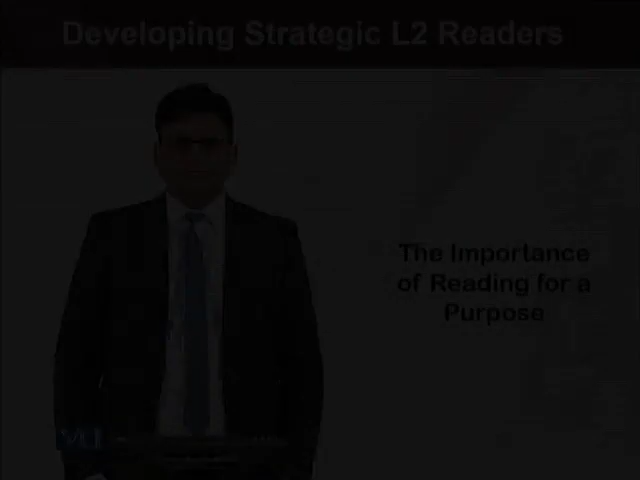 Developing Strategic L2 Readers
The Importance
of Reading for a
Purpose